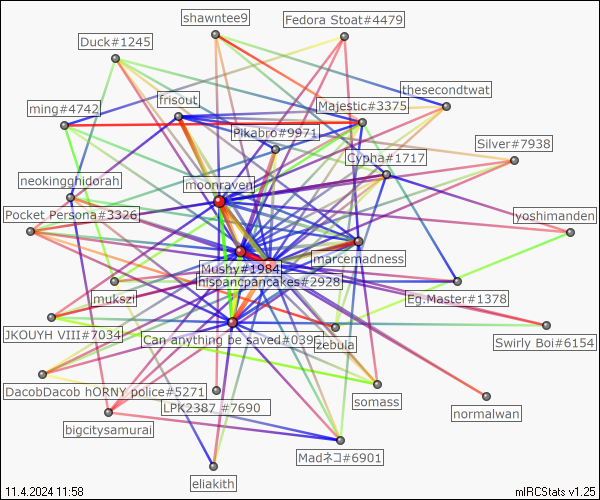 shawntee9
Fedora Stoat#4479
Duck#1245
thesecondtwat
frisout
Majestic#3375
ming#4742
Pikabro#9971
Silver#7938
Cypha#1717
neokingghidorah
moonraven
Pocket Persona#3326
yoshimanden
marcemadness
Mushy#1984
hispancpancakes#2928
mukszi
Eg.Master#1378
JKOUYH VIII#7034
Can anything be saved#039
zebula
Swirly Boi#6154
DacobDacob hORNY police#5271
somass
LPK2387 #7690
normalwan
bigcitysamurai
Madネコ#6901
eliakith
11.4.2024 11:58
mIRCStats v1.25